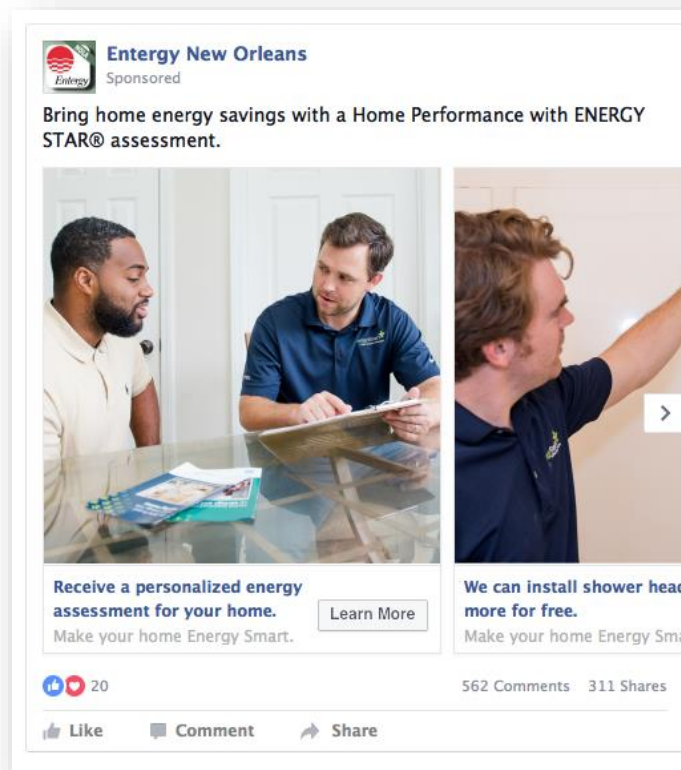 Entergy New Orleans
Sponsored
NOLA
Entergy
Bring home energy savings with a Home Performance with ENERGY
STAR® assessment.
Receive a personalized energy
assessment for your home.
Learn More
Make your home Energy Smart.
We can install shower head
more for free.
Make your home Energy Sma
20
562 Comments 311 Shares
Like Comment Share